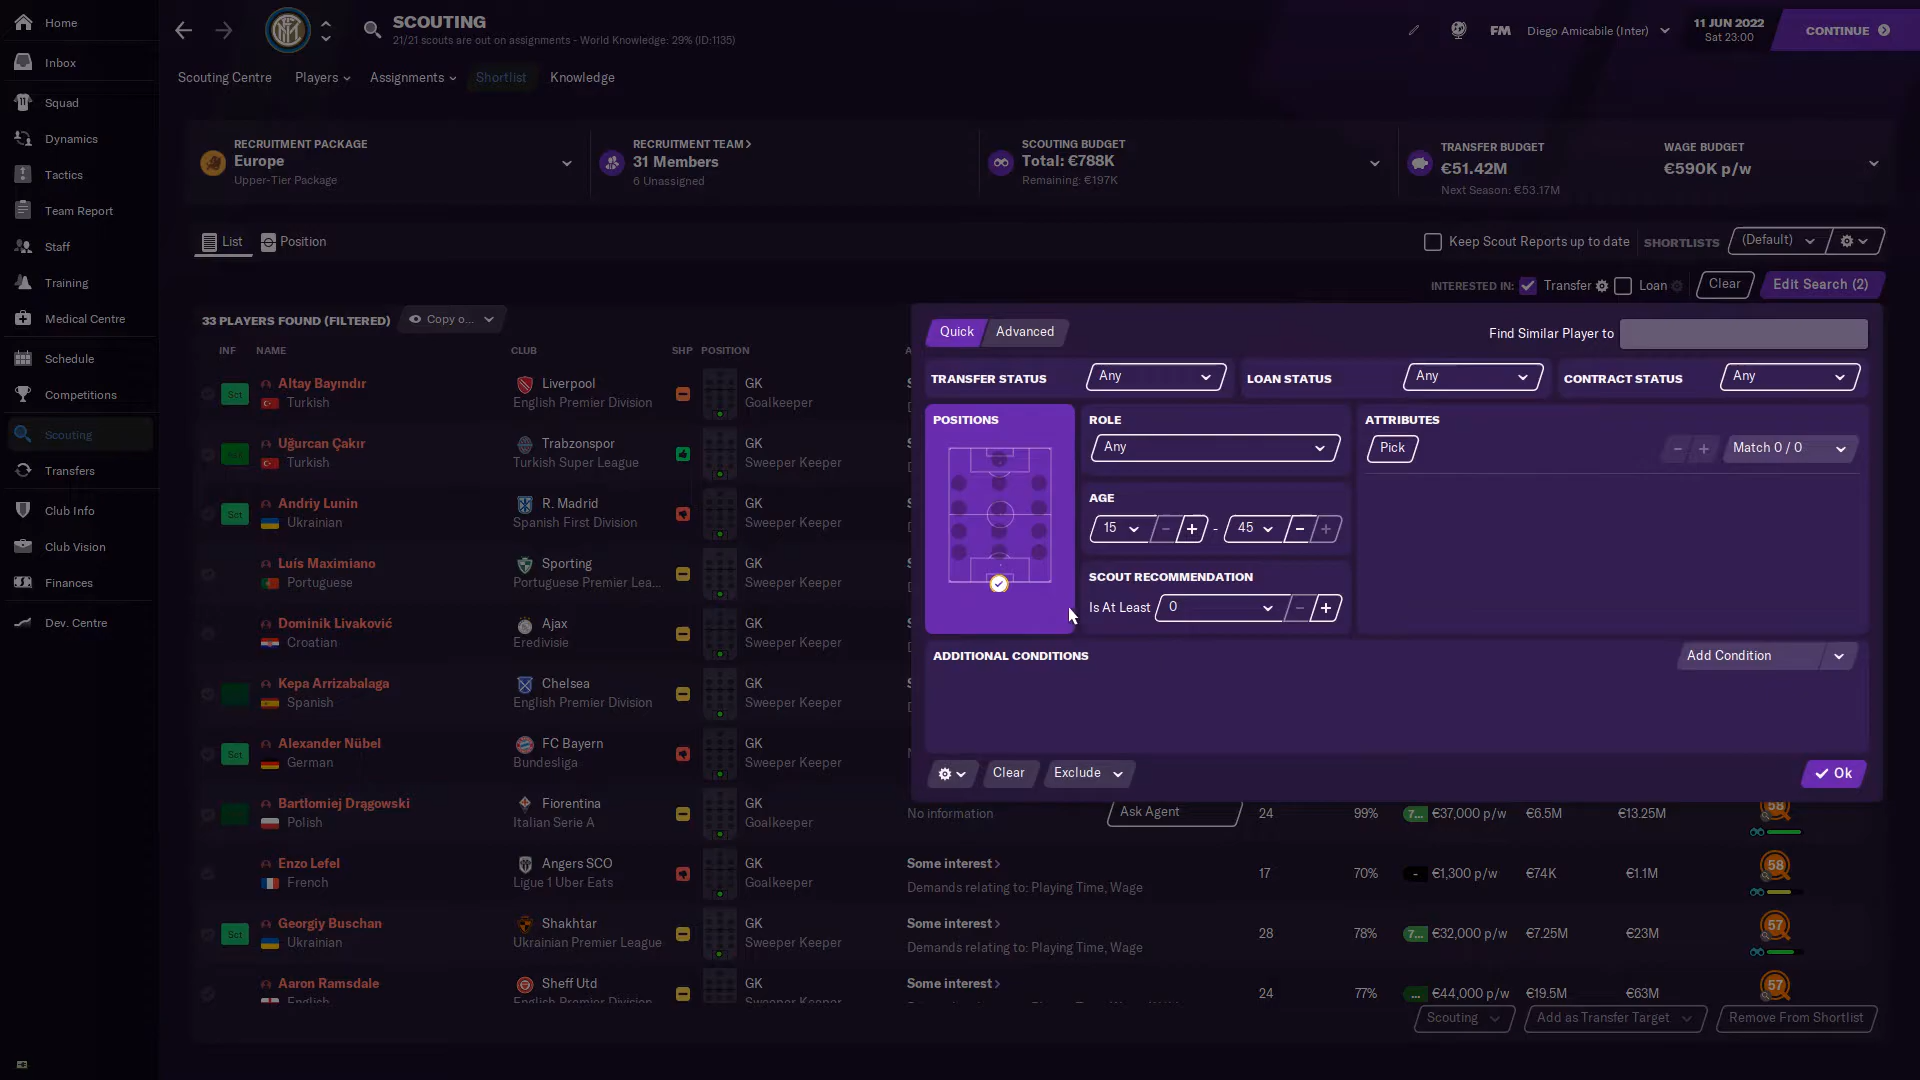 Home
Inbox
Squad
Dynamics
Tactics
Team Report
Staff
Training
Medical Centre
Schedule
Competitions
Scouting
Transfers
Club Info
Club Vision
Finances
Dev. Centre
SCOUTING
21/21 scouts are out on assignments - World Knowledge: 29% (ID:1135)
FM
Diego Amicabile (Inter)
11 JUN 2022
Sat 23:00
CONTINUE
Scouting Centre
Players
Assignments
Shortlist
Knowledge
RECRUITMENT PACKAGE
Europe
Upper-Tier Package
RECRUITMENT TEAM
31 Members
6 Unassigned
SCOUTING BUDGET
Total: €788K
Remaining: €197K
TRANSFER BUDGET
€51.42M
Next Season: €53.17M
WAGE BUDGET
€590K p/w
List
Position
Keep Scout Reports up to date
SHORTLISTS
(Default)
INTERESTED IN:
Transfer
Loan
Clear
Edit Search (2)
33 PLAYERS FOUND (FILTERED)
Copy o...
INF NAME CLUB SHP POSITION
Sct Altay Bayındır Liverpool GK
Turkish English Premier Division Goalkeeper
Uğurcan Çakır Trabzonspor GK
Turkish Turkish Super League Sweeper Keeper
Sct Andriy Lunin R. Madrid GK
Ukrainian Spanish First Division Sweeper Keeper
Luís Maximiano Sporting GK
Portuguese Portuguese Premier Lea... Sweeper Keeper
Dominik Livaković Ajax GK
Croatian Eredivisie Sweeper Keeper
Kepa Arrizabalaga Chelsea GK
Spanish English Premier Division Sweeper Keeper
Sct Alexander Nübel FC Bayern GK
German Bundesliga Sweeper Keeper
Bartłomiej Drągowski Fiorentina GK
Polish Italian Serie A Goalkeeper
No information Ask Agent 24 99% 7... €37,000 p/w €6.5M €13.25M 58
Enzo Lefel Angers SCO GK Some interest
French Ligue 1 Uber Eats Goalkeeper Demands relating to: Playing Time, Wage
17 70% - €1,300 p/w €74K €1.1M 58
Sct Georgiy Buschan Shakhtar GK Some interest
Ukrainian Ukrainian Premier League Sweeper Keeper Demands relating to: Playing Time, Wage
28 78% 7... €32,000 p/w €7.25M €23M 57
Aaron Ramsdale Sheff Utd GK Some interest
English English Premier Division Sweeper Keeper
24 77% ... €44,000 p/w €19.5M €63M 57
Quick
Advanced
Find Similar Player to
TRANSFER STATUS Any
LOAN STATUS Any
CONTRACT STATUS Any
POSITIONS
ROLE
Any
AGE
15 - + - 45 - +
SCOUT RECOMMENDATION
Is At Least 0 - +
ATTRIBUTES
Pick
- + Match 0 / 0
ADDITIONAL CONDITIONS
Add Condition
Clear
Exclude
Ok
Scouting
Add as Transfer Target
Remove From Shortlist